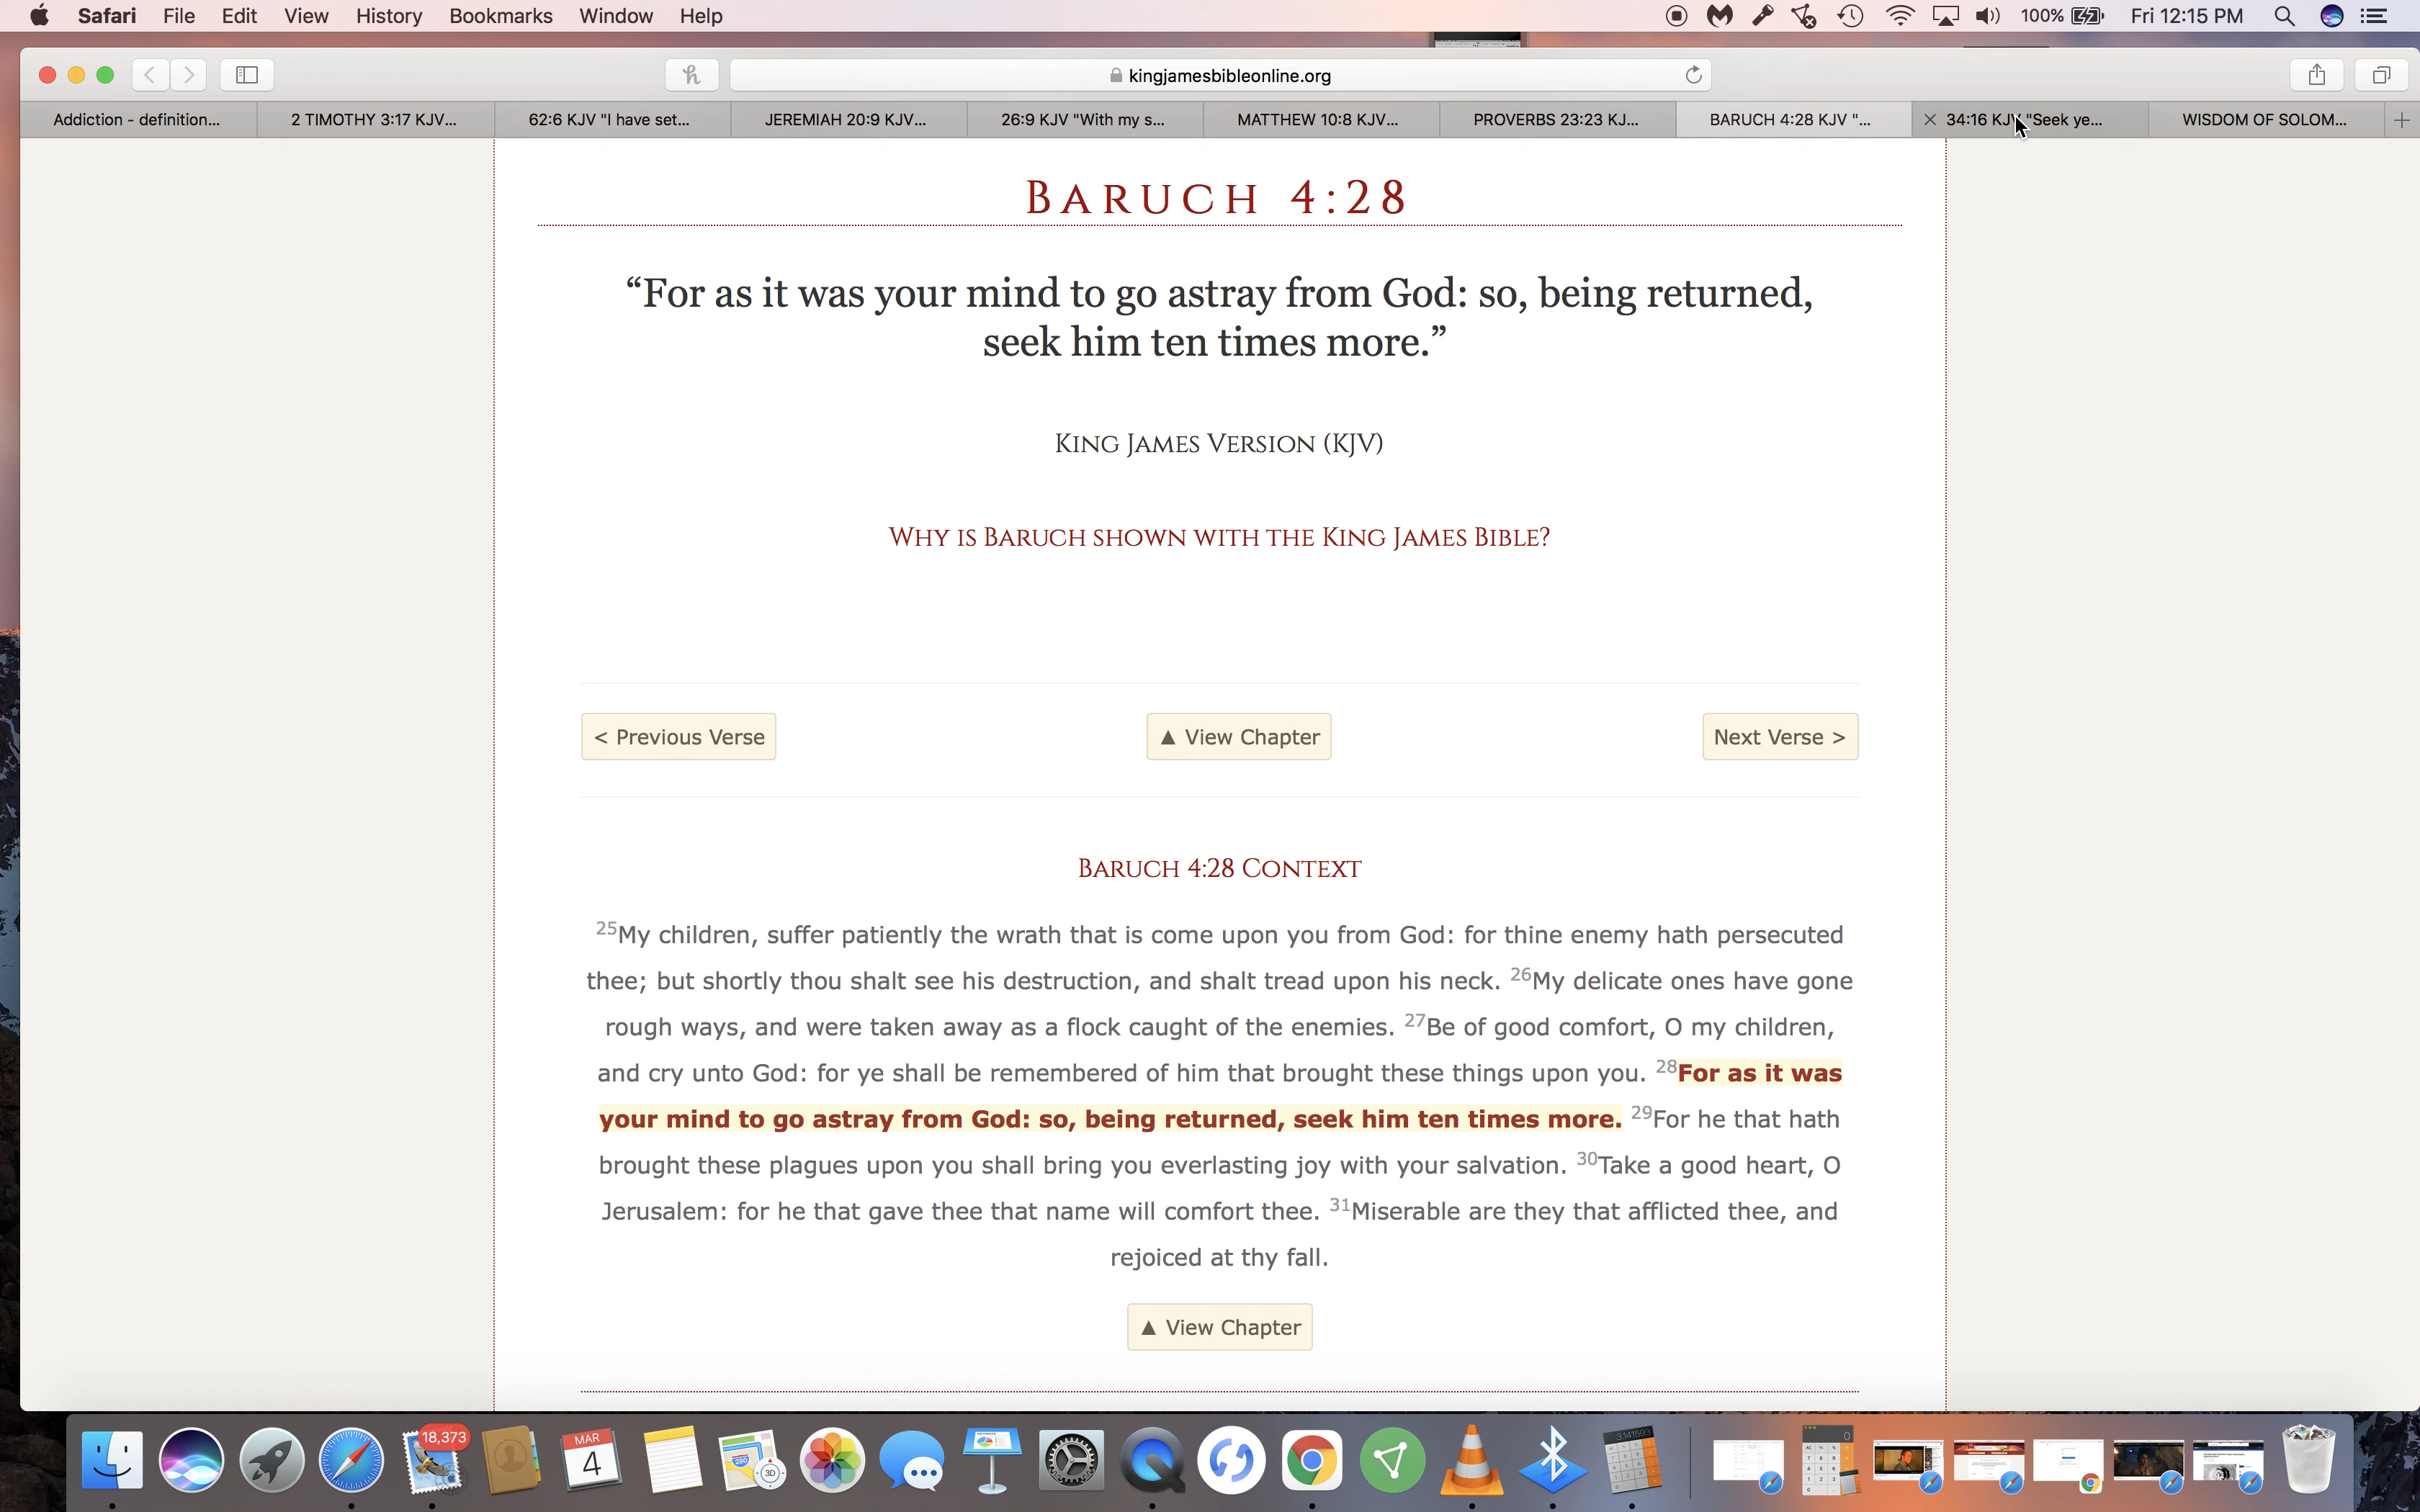 Safari File Edit View History Bookmarks Window Help 100% Fri 12:15 PM
kingjamesbibleonline.org
Addiction - definition... 2 TIMOTHY 3:17 KJV... 62:6 KJV "I have set... JEREMIAH 20:9 KJV... 26:9 KJV "With my s... MATTHEW 10:8 KJV... PROVERBS 23:23 KJ... BARUCH 4:28 KJV "... 34:16 KJV "Seek ye... WISDOM OF SOLOM...
BARUCH 4:28
“For as it was your mind to go astray from God: so, being returned,
seek him ten times more.”
KING JAMES VERSION (KJV)
WHY IS BARUCH SHOWN WITH THE KING JAMES BIBLE?
< Previous Verse ▲ View Chapter Next Verse >
BARUCH 4:28 CONTEXT
25My children, suffer patiently the wrath that is come upon you from God: for thine enemy hath persecuted
thee; but shortly thou shalt see his destruction, and shalt tread upon his neck. 26My delicate ones have gone
rough ways, and were taken away as a flock caught of the enemies. 27Be of good comfort, O my children,
and cry unto God: for ye shall be remembered of him that brought these things upon you. 28For as it was
your mind to go astray from God: so, being returned, seek him ten times more. 29For he that hath
brought these plagues upon you shall bring you everlasting joy with your salvation. 30Take a good heart, O
Jerusalem: for he that gave thee that name will comfort thee. 31Miserable are they that afflicted thee, and
rejoiced at thy fall.
▲ View Chapter
18,373
MAR
4
280
3D
3.141593
0